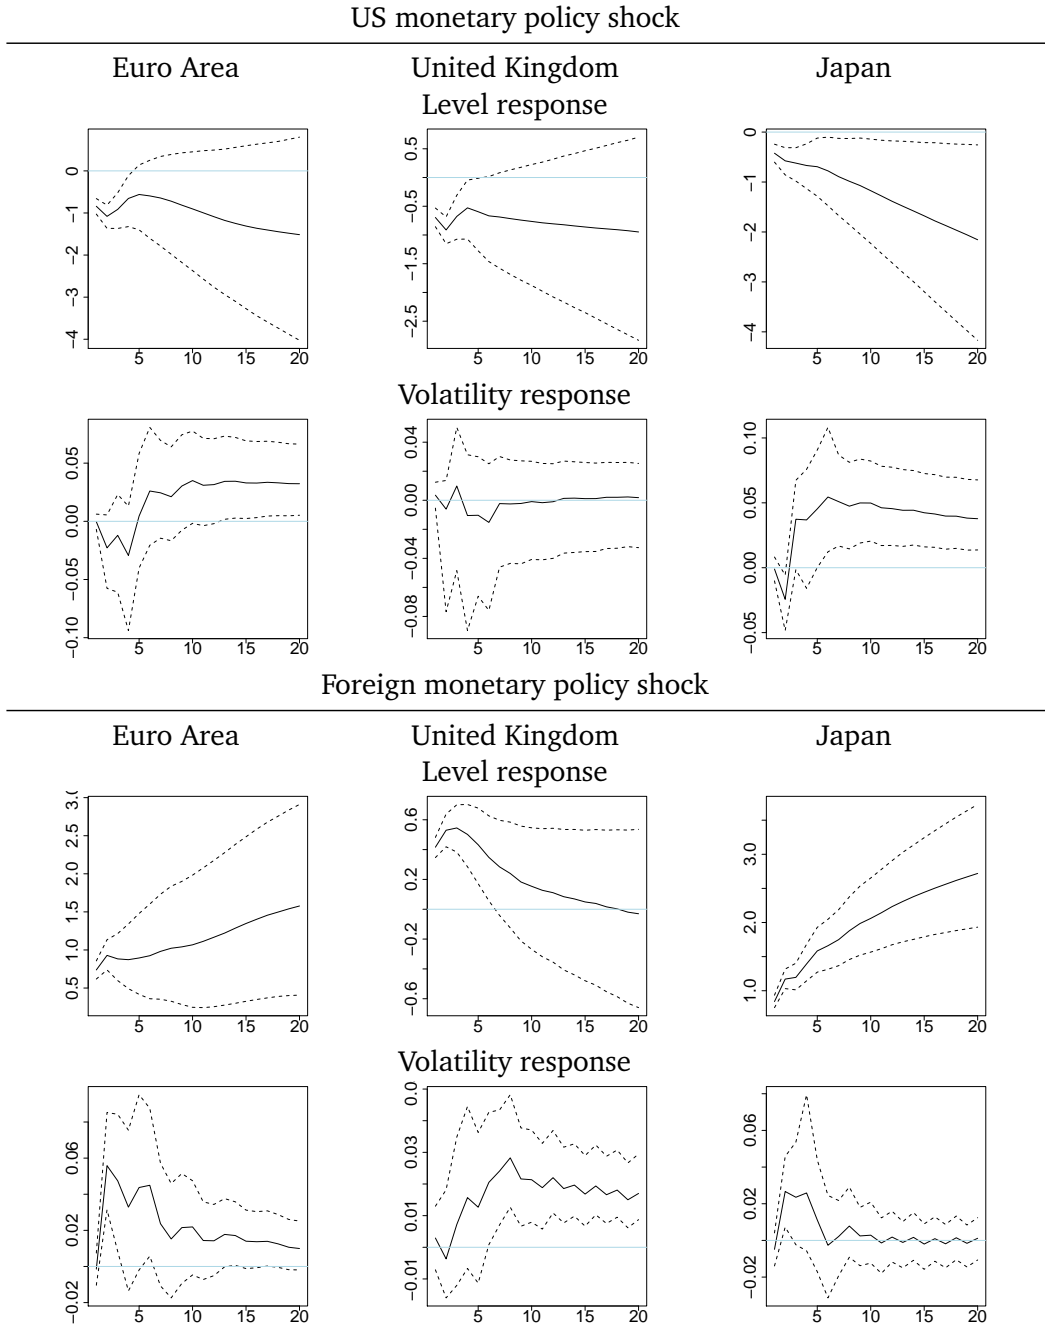 US monetary policy shock
Euro Area United Kingdom Japan
Level response
0 −1 −2 −3 −4
5 10 15 20
0.5 −0.5 −1.5 −2.5
5 10 15 20
0 −1 −2 −3 −4
5 10 15 20
Volatility response
0.05 0.00 −0.05 −0.10
5 10 15 20
0.04 0.00 −0.04 −0.08
5 10 15 20
0.10 0.05 0.00 −0.05
5 10 15 20
Foreign monetary policy shock
Euro Area United Kingdom Japan
Level response
2.5 2.0 1.5 1.0 0.5
5 10 15 20
0.6 0.2 −0.2 −0.6
5 10 15 20
3.0 2.0 1.0
5 10 15 20
Volatility response
0.06 0.02 −0.02
5 10 15 20
0.03 0.01 −0.01
5 10 15 20
0.06 0.02 −0.02
5 10 15 20